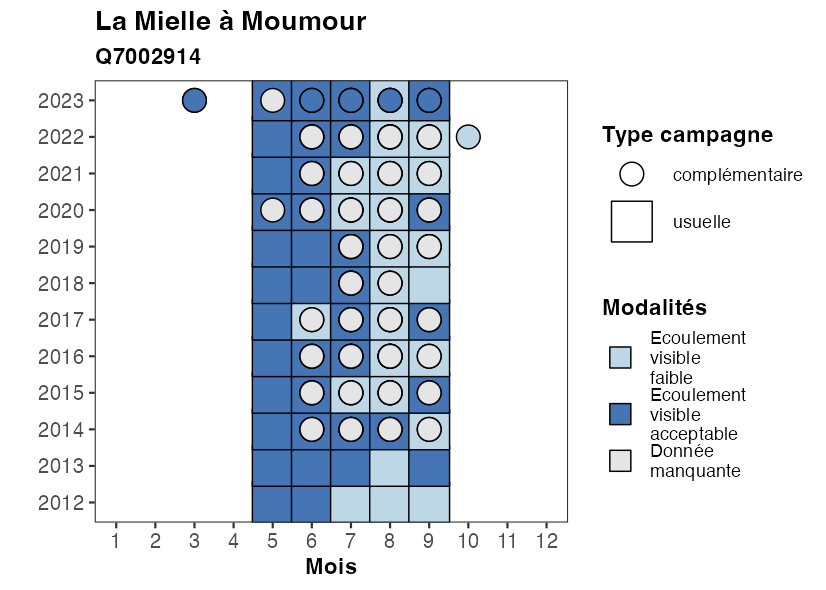 La Mielle à Moumour
Q7002914
2023
2022
2021
2020
2019
2018
2017
2016
2015
2014
2013
2012
1 2 3 4 5 6 7 8 9 10 11 12
Mois
Type campagne
complémentaire
usuelle
Modalités
Ecoulement
visible
faible
Ecoulement
visible
acceptable
Donnée
manquante